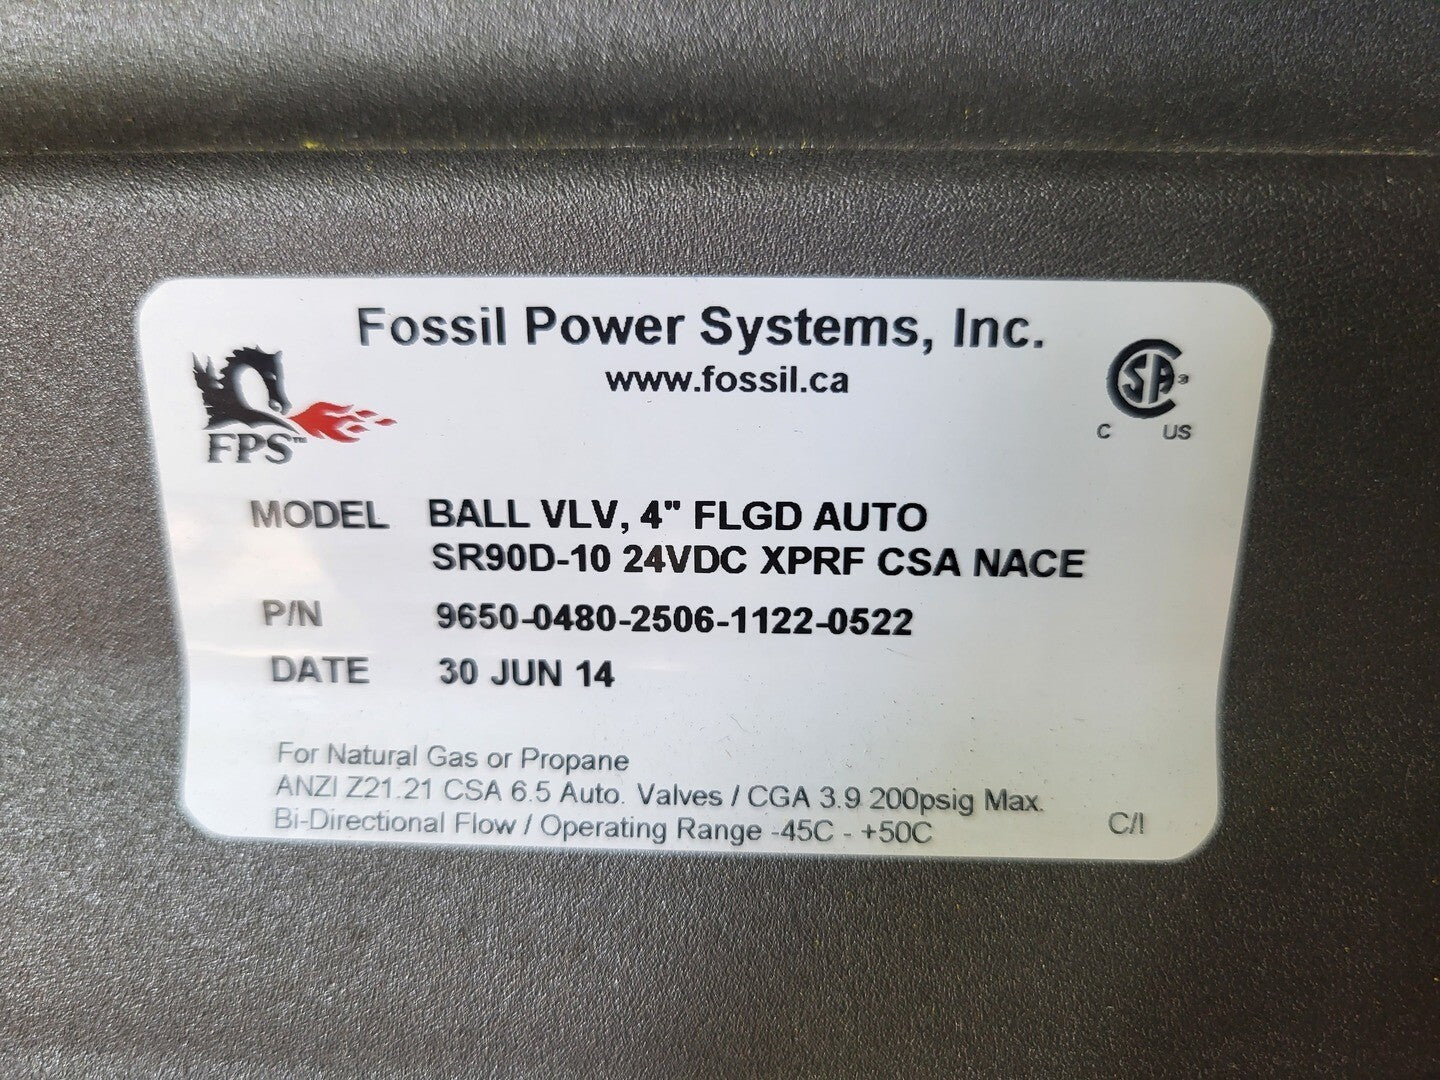 Fossil Power Systems, Inc.
www.fossil.ca
FPS™
CSA®
C US
MODEL BALL VLV, 4" FLGD AUTO
SR90D-10 24VDC XPRF CSA NACE
P/N 9650-0480-2506-1122-0522
DATE 30 JUN 14
For Natural Gas or Propane
ANZI Z21.21 CSA 6.5 Auto. Valves / CGA 3.9 200psig Max.
Bi-Directional Flow / Operating Range -45C - +50C
C/I